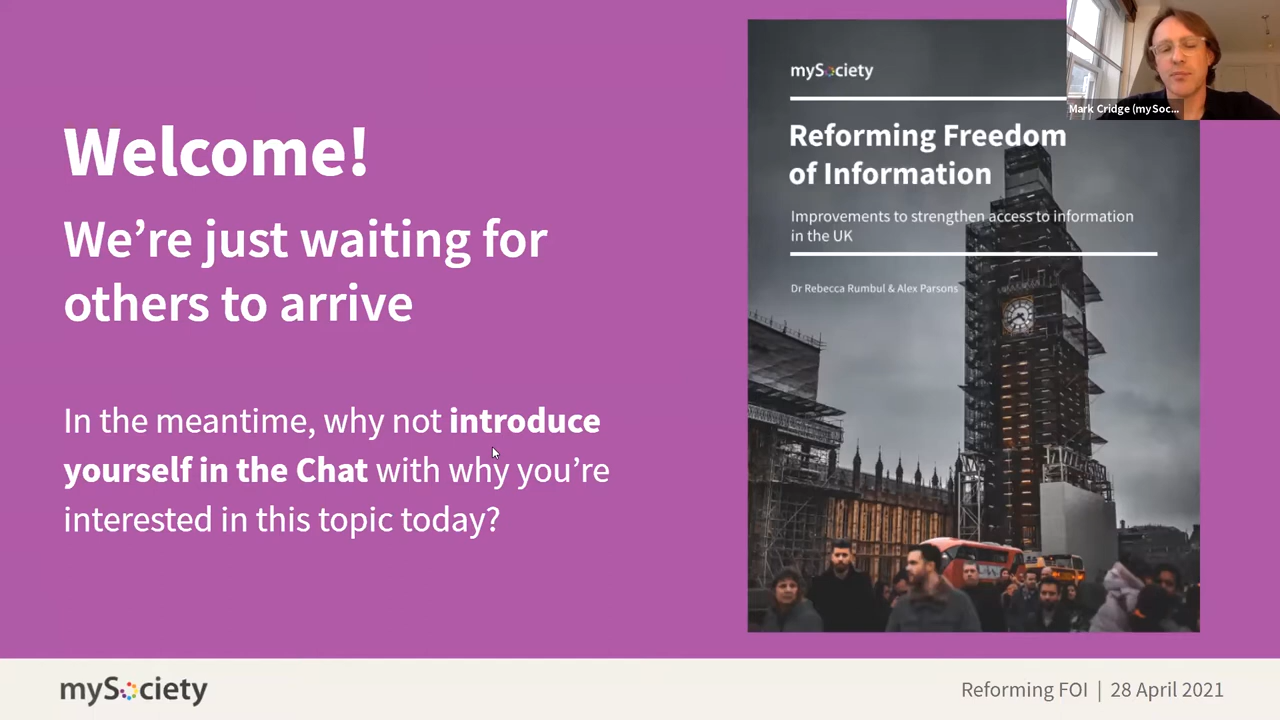 Welcome!
We're just waiting for
others to arrive
In the meantime, why not introduce
yourself in the Chat with why you're
interested in this topic today?
mySociety
Reforming Freedom
of Information
Improvements to strengthen access to information
in the UK
Dr Rebecca Rumbul & Alex Parsons
Mark Cridge (mySoc...
mySociety
Reforming FOI | 28 April 2021